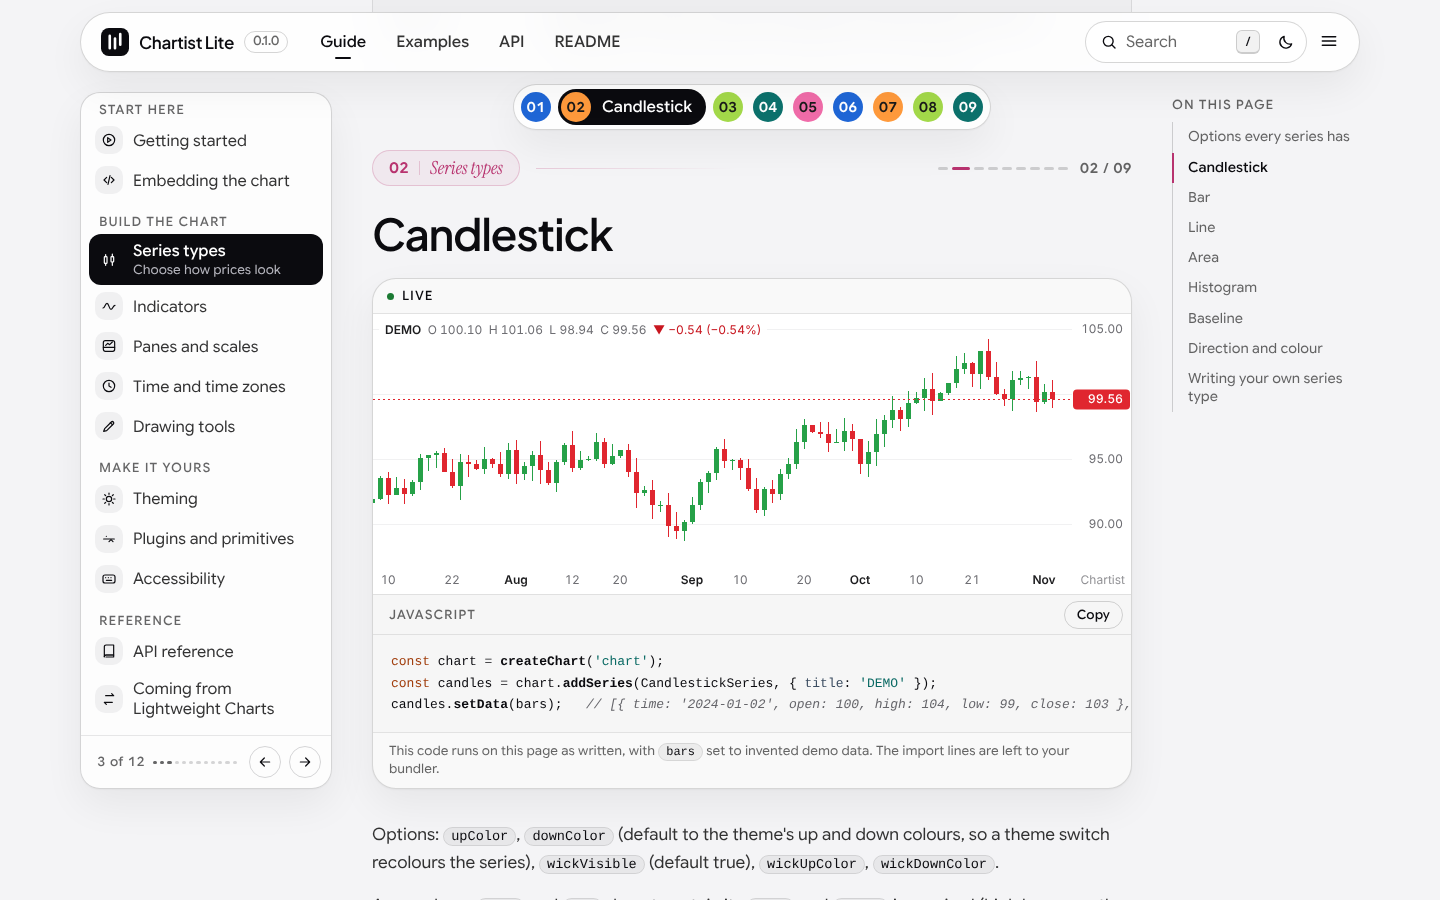 Chartist Lite
0.1.0
Guide
Examples
API
README
Search
/
START HERE
Getting started
Embedding the chart
BUILD THE CHART
Series types
Choose how prices look
Indicators
Panes and scales
Time and time zones
Drawing tools
MAKE IT YOURS
Theming
Plugins and primitives
Accessibility
REFERENCE
API reference
Coming from
Lightweight Charts
3 of 12
01
02 Candlestick
03
04
05
06
07
08
09
02 Series types
02 / 09
Candlestick
LIVE
DEMO O 100.10 H 101.06 L 98.94 C 99.56 ▼ −0.54 (−0.54%)
105.00
99.56
95.00
90.00
10 22 Aug 12 20 Sep 10 20 Oct 10 21 Nov Chartist
JAVASCRIPT
Copy
const chart = createChart('chart');
const candles = chart.addSeries(CandlestickSeries, { title: 'DEMO' });
candles.setData(bars); // [{ time: '2024-01-02', open: 100, high: 104, low: 99, close: 103 },
This code runs on this page as written, with bars set to invented demo data. The import lines are left to your
bundler.
Options: upColor, downColor (default to the theme's up and down colours, so a theme switch
recolours the series), wickVisible (default true), wickUpColor, wickDownColor.
ON THIS PAGE
Options every series has
Candlestick
Bar
Line
Area
Histogram
Baseline
Direction and colour
Writing your own series
type